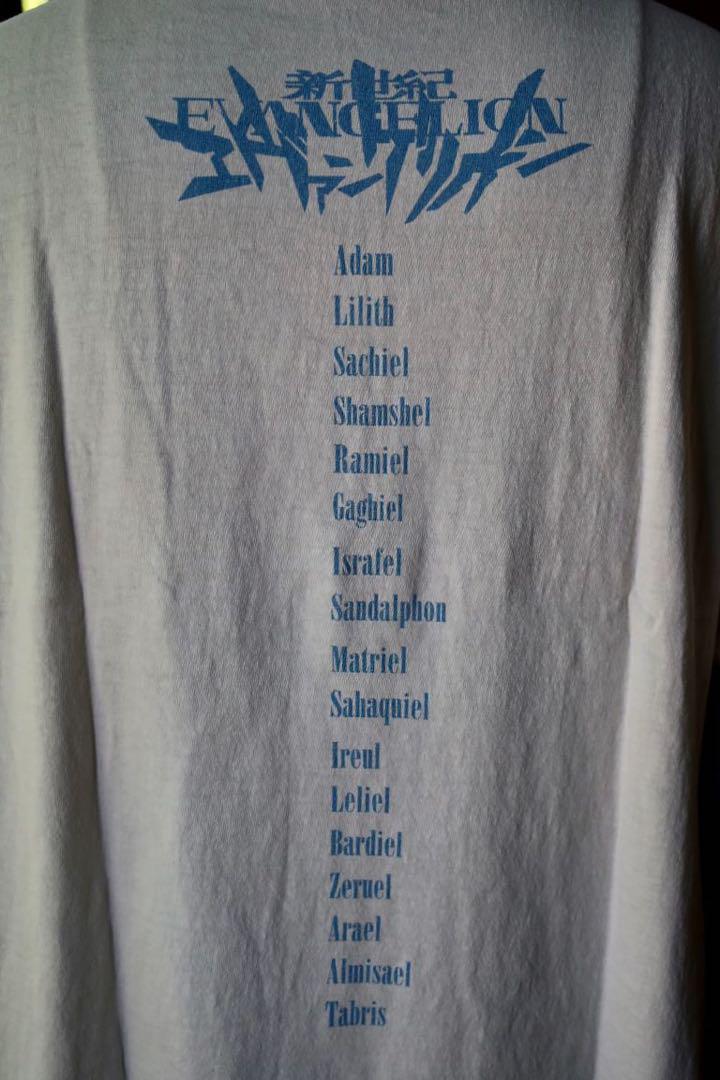 新世紀
EVANGELION
エヴァンゲリオン
Adam
Lilith
Sachiel
Shamshel
Ramiel
Gaghiel
Israfel
Sandalphon
Matriel
Sahaquiel
Ireul
Leliel
Bardiel
Zeruel
Arael
Almisael
Tabris